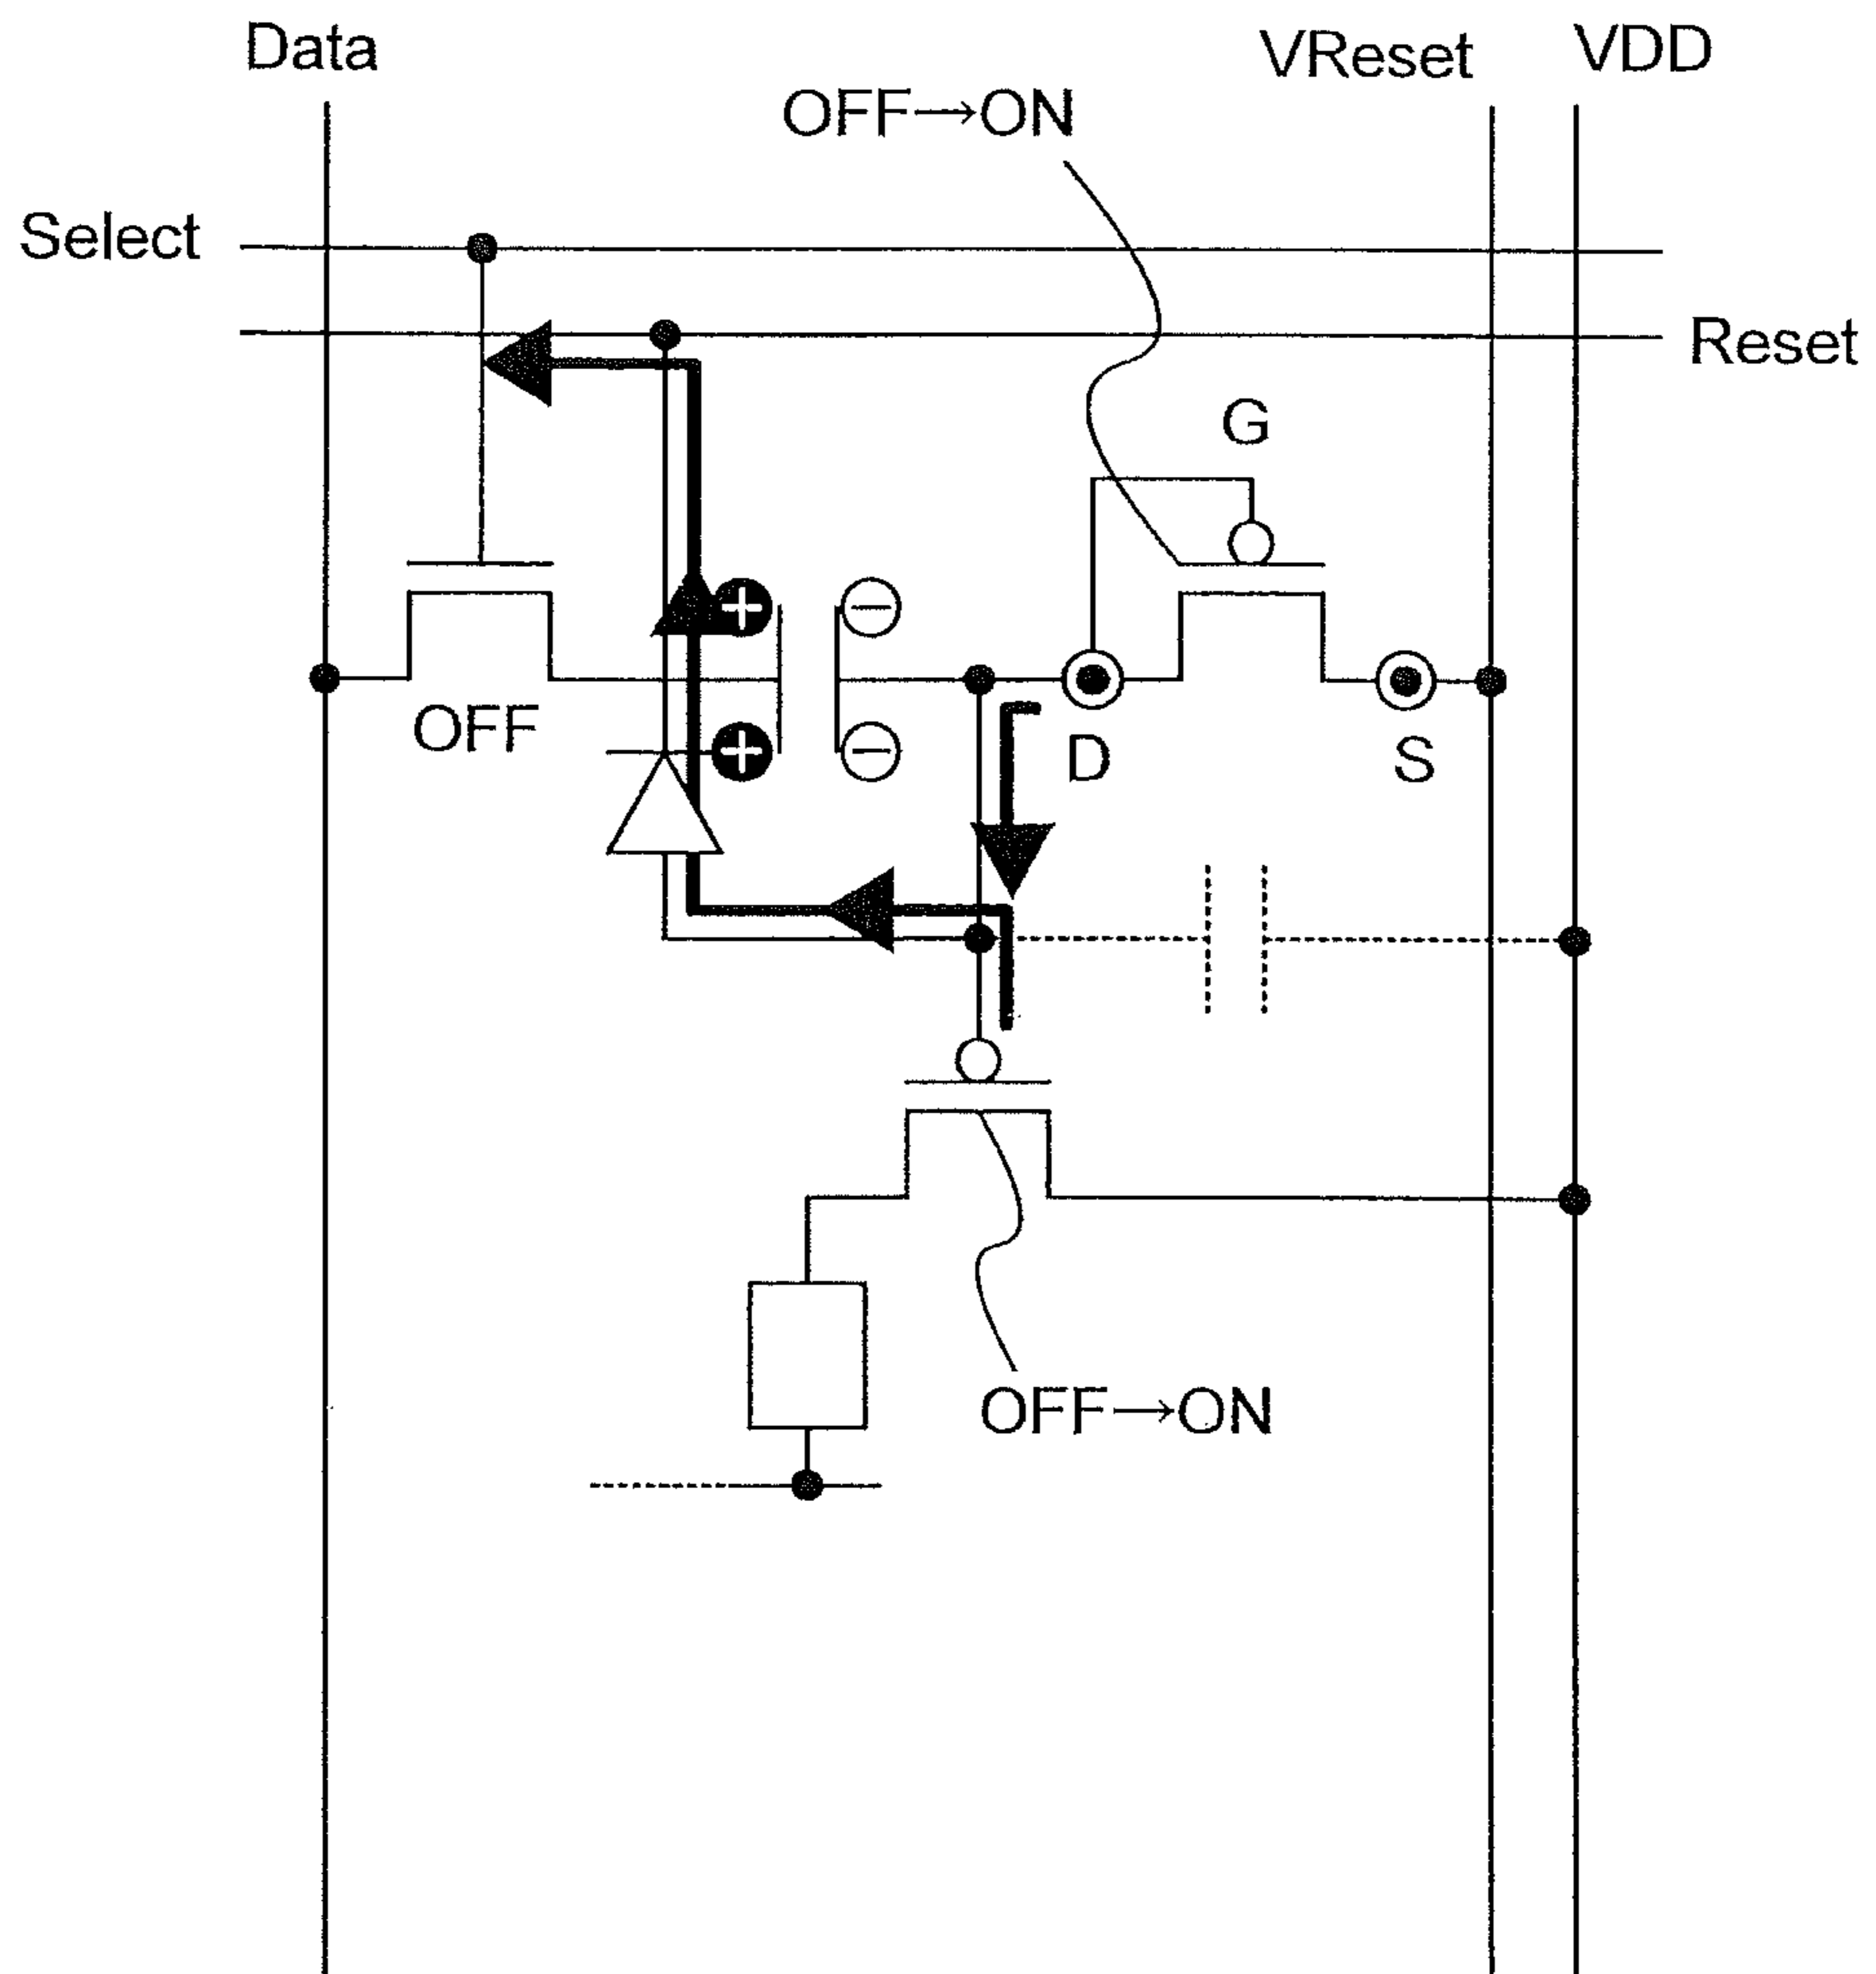 Data
VReset
VDD
OFF→ON
Select
Reset
G
OFF
D
S
OFF→ON